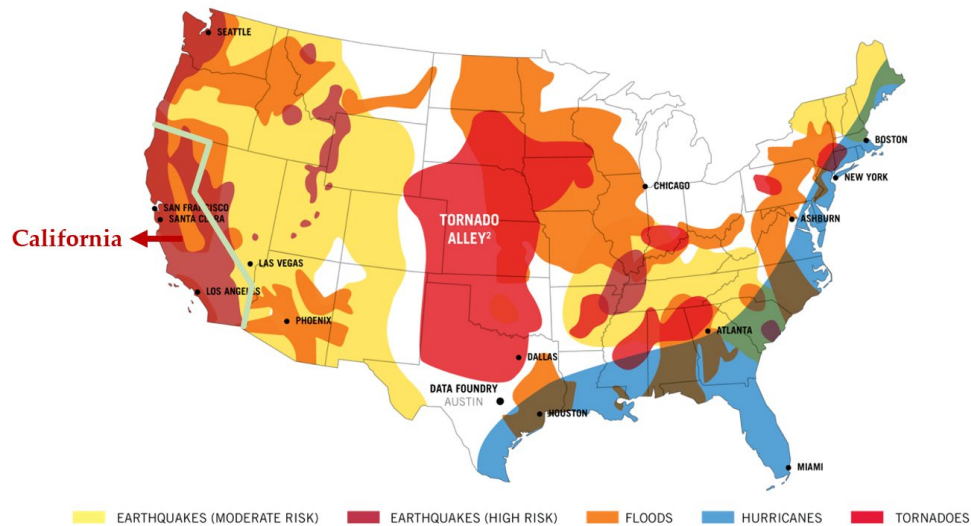 SEATTLE
BOSTON
NEW YORK
CHICAGO
SAN FRANCISCO
SANTA CLARA
TORNADO
ALLEY²
ASHBURN
California
LAS VEGAS
LOS ANGELES
PHOENIX
ATLANTA
DALLAS
DATA FOUNDRY
AUSTIN
HOUSTON
MIAMI
EARTHQUAKES (MODERATE RISK) EARTHQUAKES (HIGH RISK) FLOODS HURRICANES TORNADOES